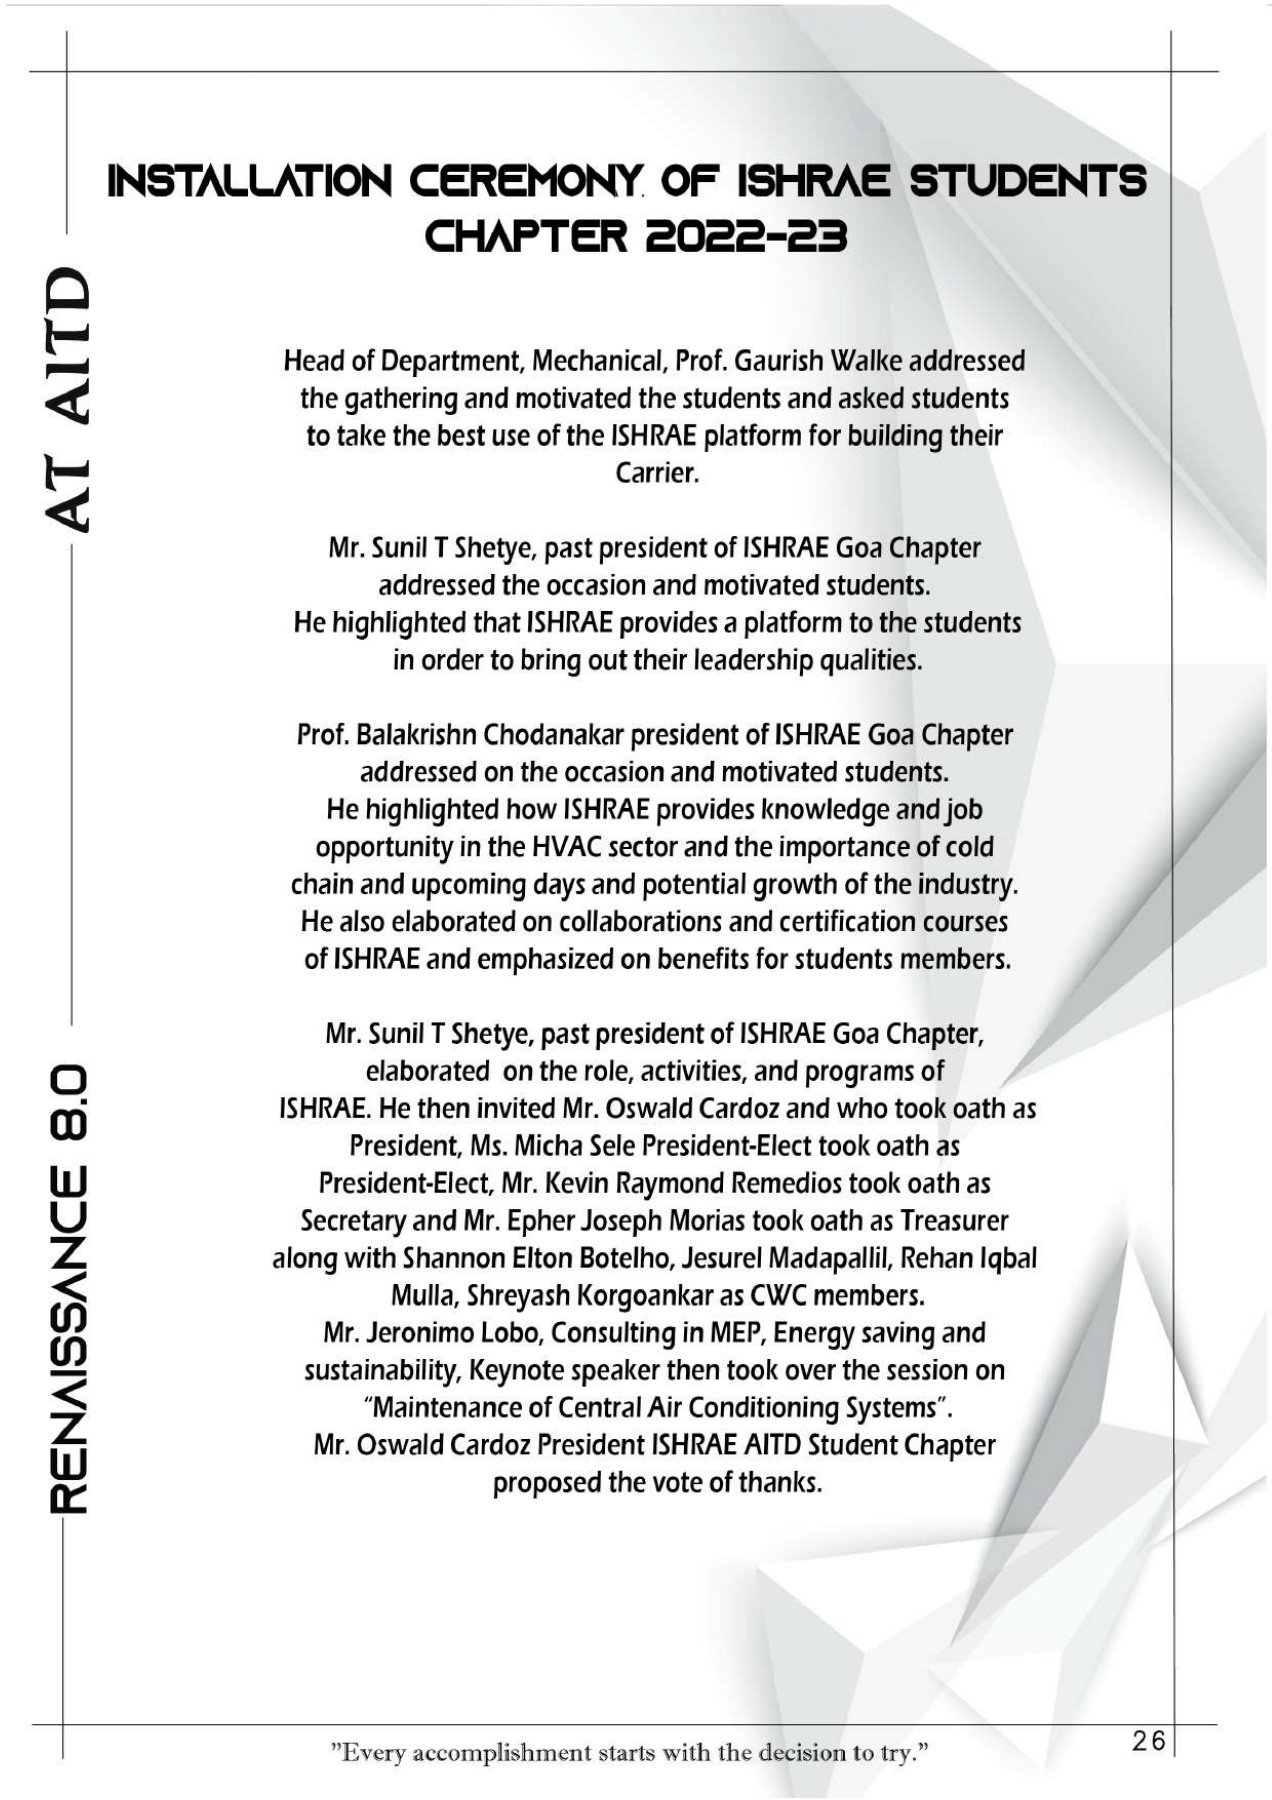 INSTALLATION CEREMONY. OF ISHRAE STUDENTS
CHAPTER 2022-23
AT AITD
RENAISSANCE 8.0
Head of Department, Mechanical, Prof. Gaurish Walke addressed
the gathering and motivated the students and asked students
to take the best use of the ISHRAE platform for building their
Carrier.
Mr. Sunil T Shetye, past president of ISHRAE Goa Chapter
addressed the occasion and motivated students.
He highlighted that ISHRAE provides a platform to the students
in order to bring out their leadership qualities.
Prof. Balakrishn Chodanakar president of ISHRAE Goa Chapter
addressed on the occasion and motivated students.
He highlighted how ISHRAE provides knowledge and job
opportunity in the HVAC sector and the importance of cold
chain and upcoming days and potential growth of the industry.
He also elaborated on collaborations and certification courses
of ISHRAE and emphasized on benefits for students members.
Mr. Sunil T Shetye, past president of ISHRAE Goa Chapter,
elaborated on the role, activities, and programs of
ISHRAE. He then invited Mr. Oswald Cardoz and who took oath as
President, Ms. Micha Sele President-Elect took oath as
President-Elect, Mr. Kevin Raymond Remedios took oath as
Secretary and Mr. Epher Joseph Morias took oath as Treasurer
along with Shannon Elton Botelho, Jesurel Madapallil, Rehan Iqbal
Mulla, Shreyash Korgoankar as CWC members.
Mr. Jeronimo Lobo, Consulting in MEP, Energy saving and
sustainability, Keynote speaker then took over the session on
“Maintenance of Central Air Conditioning Systems”.
Mr. Oswald Cardoz President ISHRAE AITD Student Chapter
proposed the vote of thanks.
”Every accomplishment starts with the decision to try.”
26